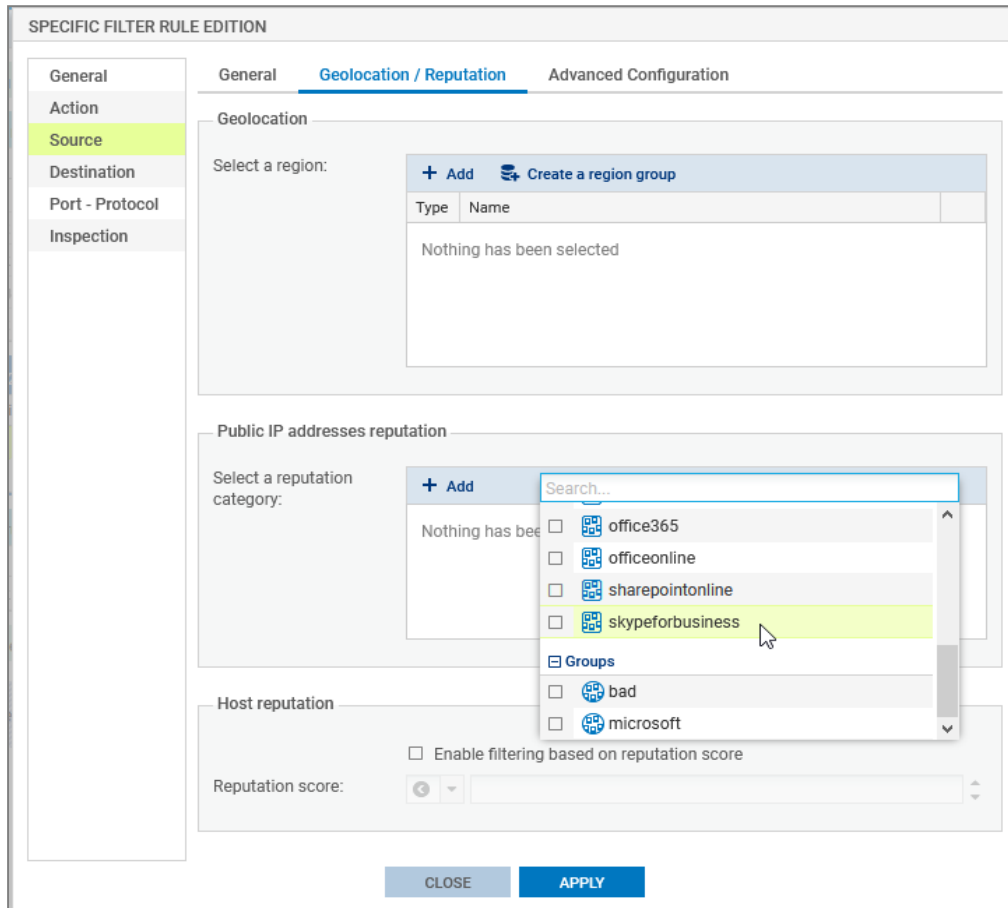 SPECIFIC FILTER RULE EDITION
General
Action
Source
Destination
Port - Protocol
Inspection
General Geolocation / Reputation Advanced Configuration
Geolocation
Select a region:
+ Add Create a region group
Type Name
Nothing has been selected
Public IP addresses reputation
Select a reputation
category:
+ Add
Search...
Nothing has bee
office365
officeonline
sharepointonline
skypeforbusiness
Groups
bad
microsoft
Host reputation
Enable filtering based on reputation score
Reputation score:
CLOSE APPLY